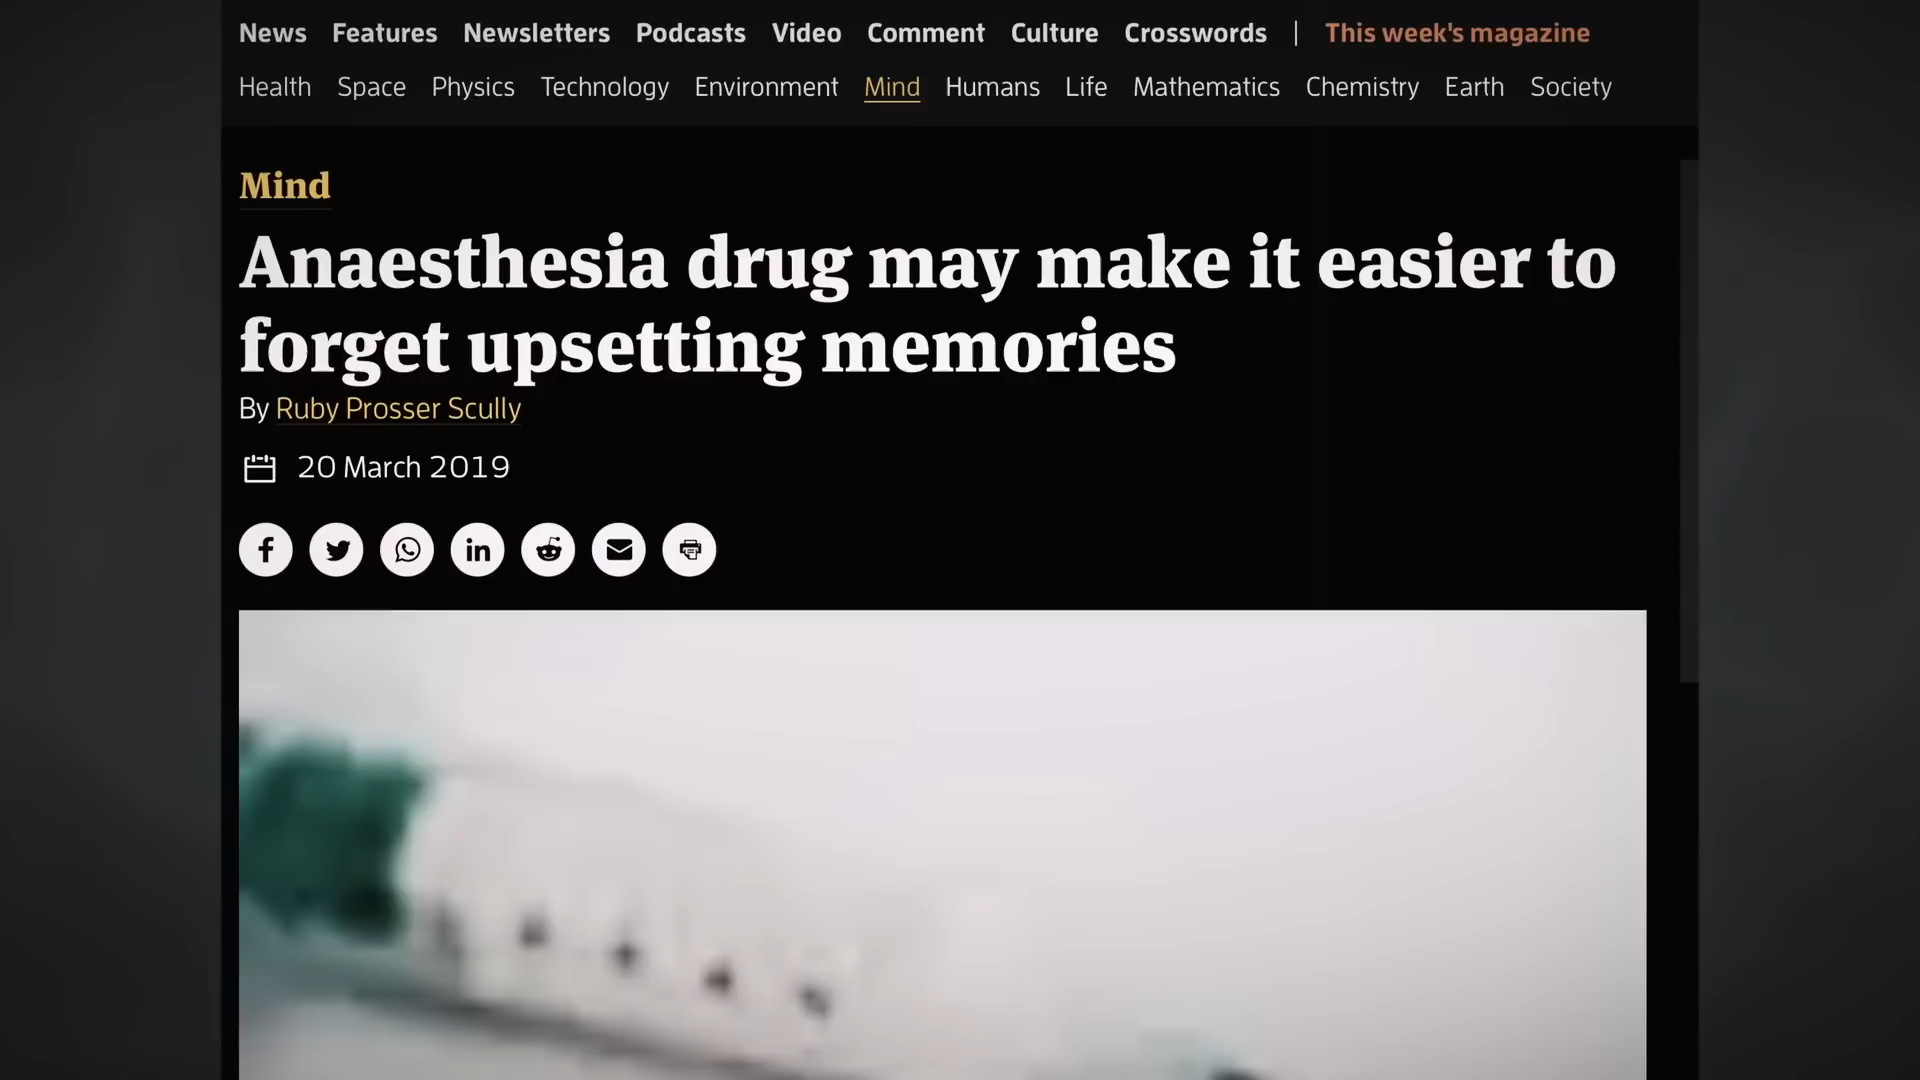 News Features Newsletters Podcasts Video Comment Culture Crosswords | This week's magazine
Health Space Physics Technology Environment Mind Humans Life Mathematics Chemistry Earth Society
Mind
Anaesthesia drug may make it easier to
forget upsetting memories
By Ruby Prosser Scully
20 March 2019